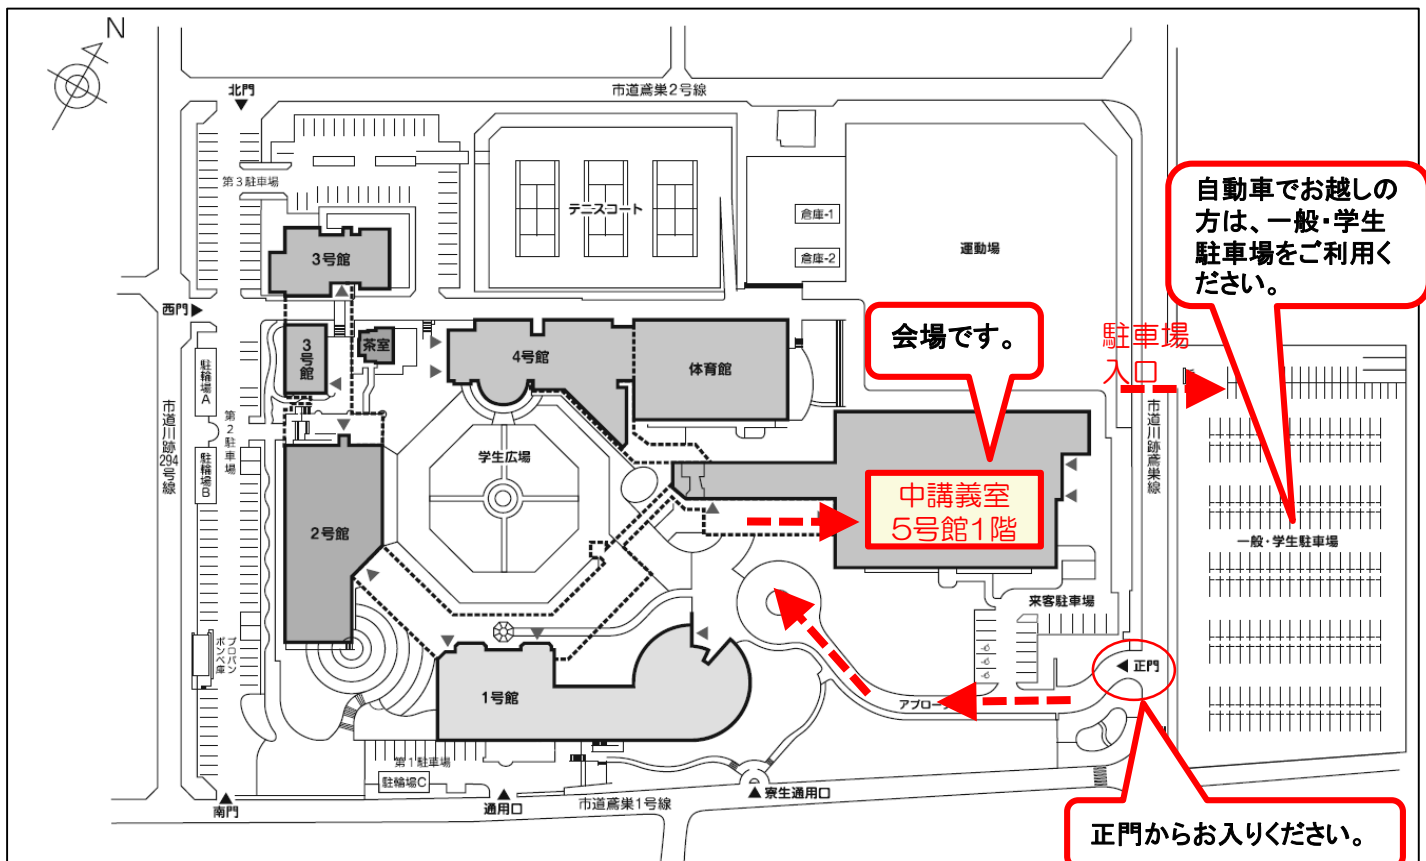 N
北門
市道鳶巣2号線
第3駐車場
テニスコート
倉庫-1
倉庫-2
運動場
自動車でお越しの
方は、一般・学生
駐車場をご利用く
ださい。
3号館
西門
3号館
茶室
4号館
体育館
会場です。
駐車場
入口
駐輪場A
第2駐車場
駐輪場B
市道川跡294号線
市道川跡鳶巣線
学生広場
中講義室
5号館1階
2号館
一般・学生駐車場
来客駐車場
プロパン
ボンベ庫
正門
1号館
アプローチ
第1駐車場
駐輪場C
南門
通用口
市道鳶巣1号線
寮生通用口
正門からお入りください。